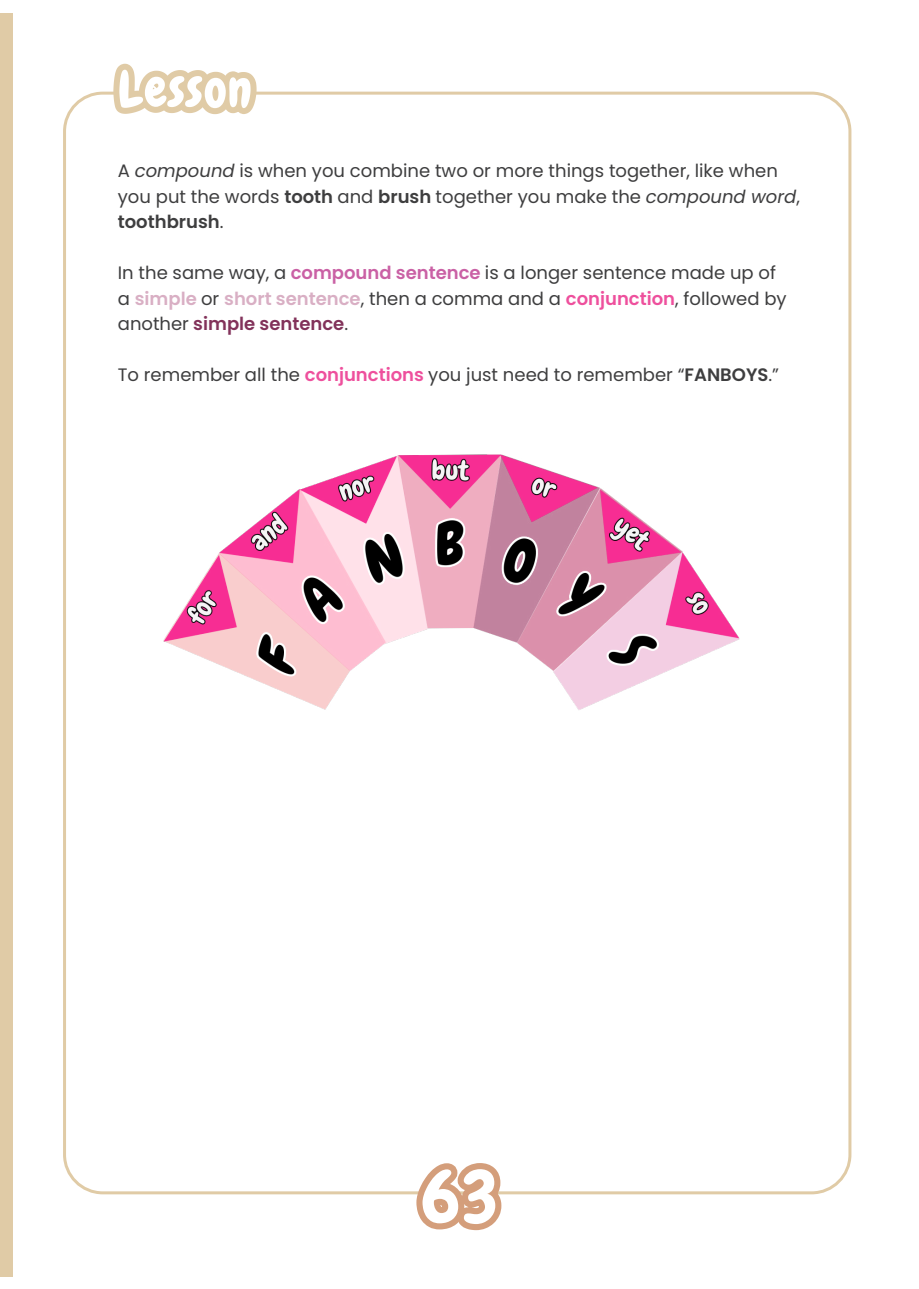 Lesson
A compound is when you combine two or more things together, like when
you put the words tooth and brush together you make the compound word,
toothbrush.
In the same way, a compound sentence is a longer sentence made up of
a simple or short sentence, then a comma and a conjunction, followed by
another simple sentence.
To remember all the conjunctions you just need to remember “FANBOYS.”
for and nor but or yet so
F A N B O Y S
63